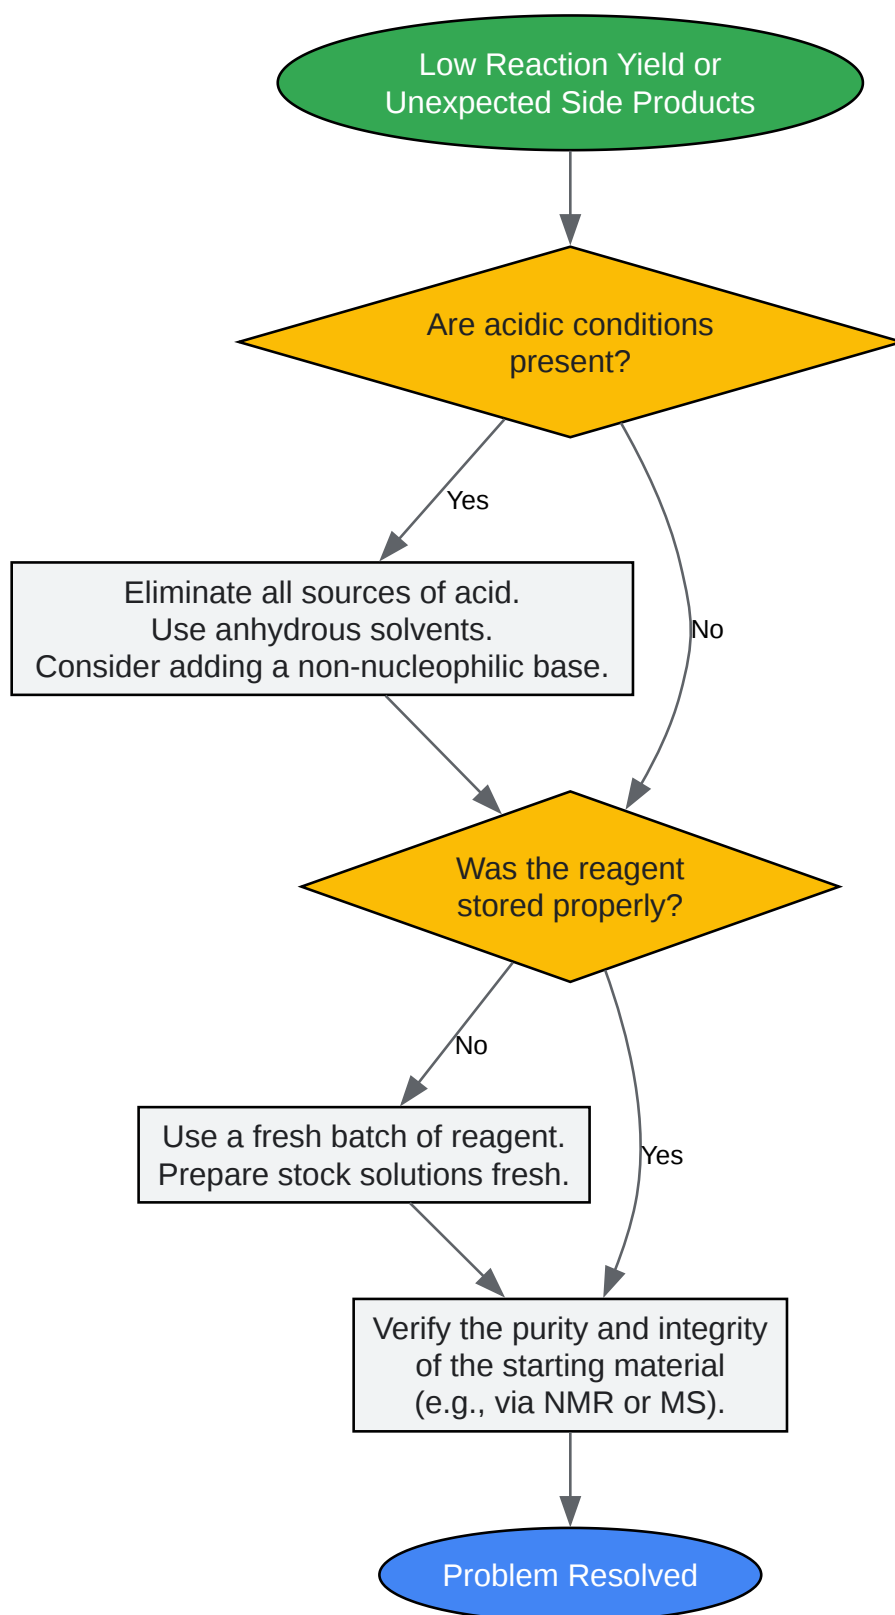 Low Reaction Yield or
Unexpected Side Products
Are acidic conditions
present?
Yes
Eliminate all sources of acid.
Use anhydrous solvents.
Consider adding a non-nucleophilic base.
No
Was the reagent
stored properly?
No
Use a fresh batch of reagent.
Prepare stock solutions fresh.
Yes
Verify the purity and integrity
of the starting material
(e.g., via NMR or MS).
Problem Resolved